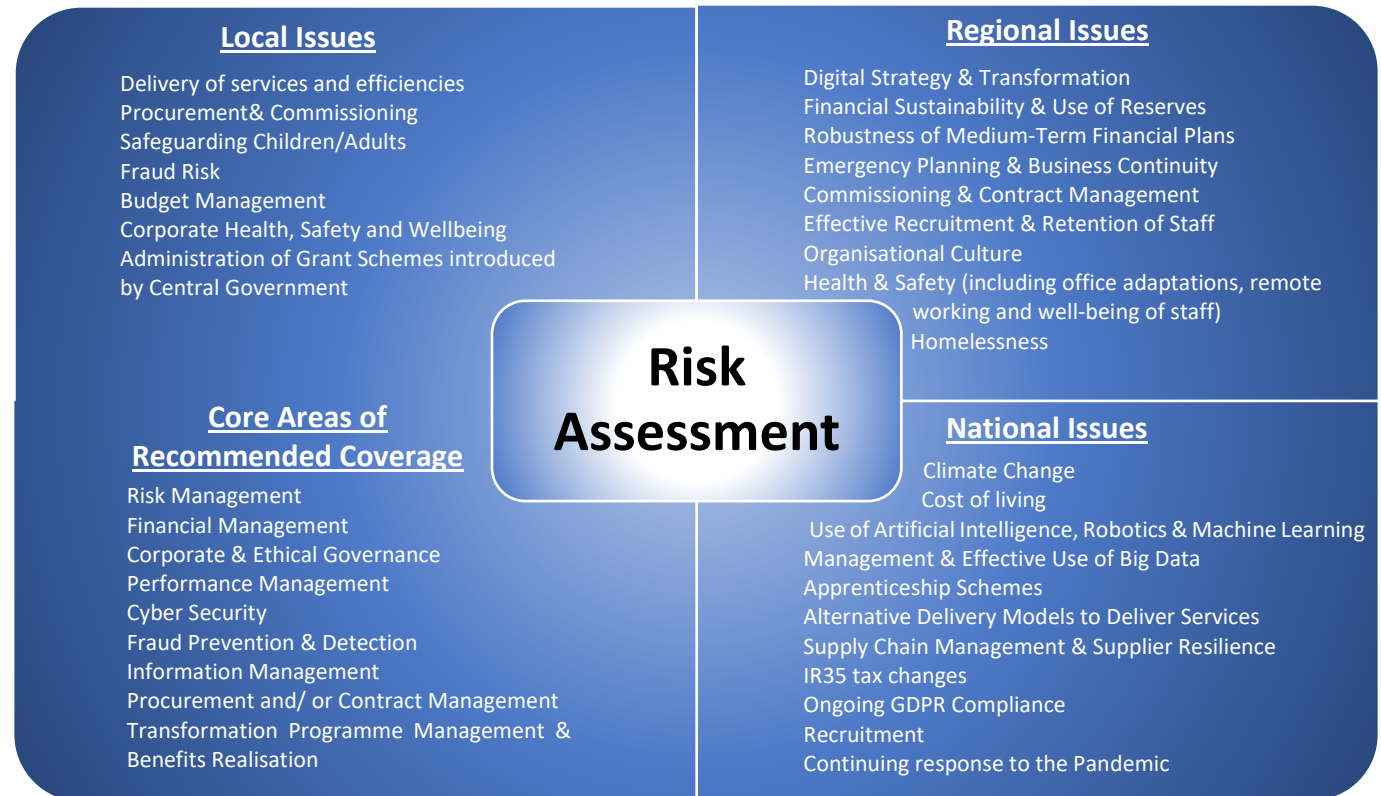 Local Issues
Delivery of services and efficiencies
Procurement& Commissioning
Safeguarding Children/Adults
Fraud Risk
Budget Management
Corporate Health, Safety and Wellbeing
Administration of Grant Schemes introduced
by Central Government
Regional Issues
Digital Strategy & Transformation
Financial Sustainability & Use of Reserves
Robustness of Medium-Term Financial Plans
Emergency Planning & Business Continuity
Commissioning & Contract Management
Effective Recruitment & Retention of Staff
Organisational Culture
Health & Safety (including office adaptations, remote
working and well-being of staff)
Homelessness
Risk
Assessment
Core Areas of
Recommended Coverage
Risk Management
Financial Management
Corporate & Ethical Governance
Performance Management
Cyber Security
Fraud Prevention & Detection
Information Management
Procurement and/ or Contract Management
Transformation Programme Management &
Benefits Realisation
National Issues
Climate Change
Cost of living
Use of Artificial Intelligence, Robotics & Machine Learning
Management & Effective Use of Big Data
Apprenticeship Schemes
Alternative Delivery Models to Deliver Services
Supply Chain Management & Supplier Resilience
IR35 tax changes
Ongoing GDPR Compliance
Recruitment
Continuing response to the Pandemic